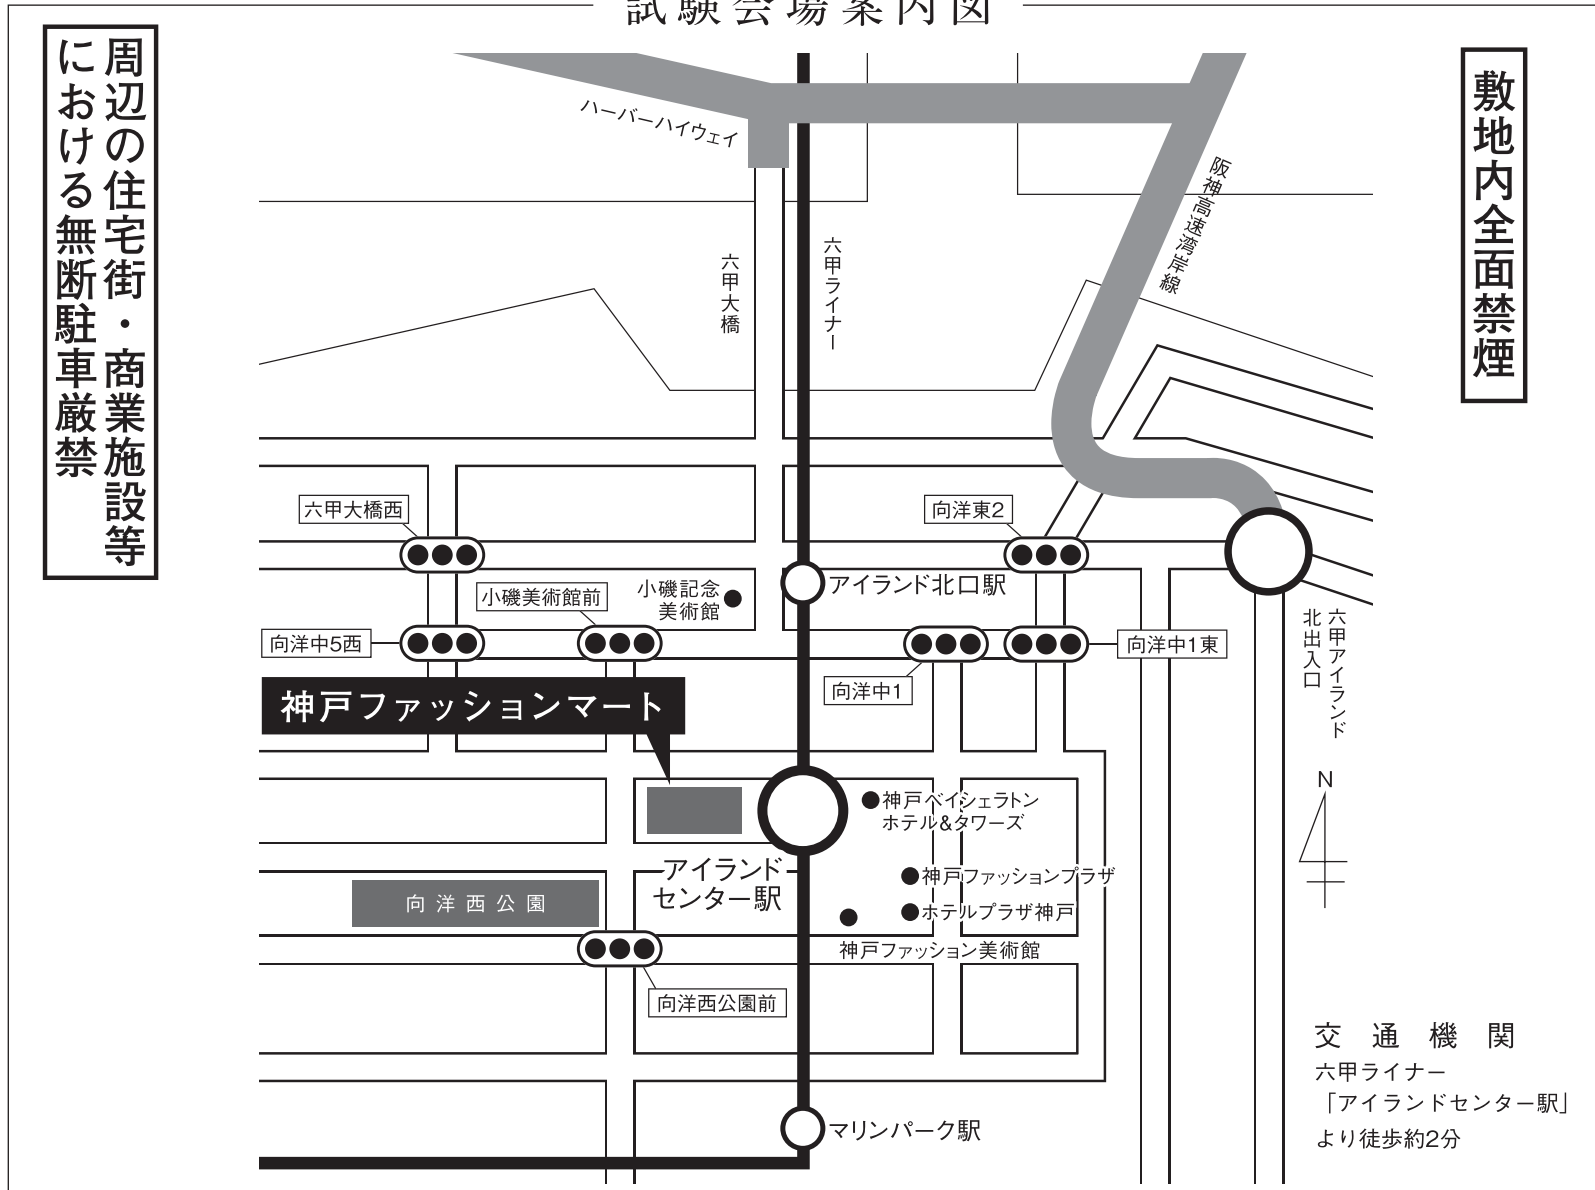 試験会場案内図
周辺の住宅街・商業施設等
における無断駐車厳禁
敷地内全面禁煙
ハーバーハイウェイ
阪神高速湾岸線
六甲大橋
六甲ライナー
六甲大橋西
向洋東2
小磯記念
美術館
アイランド北口駅
小磯美術館前
向洋中5西
向洋中1東
向洋中1
六甲アイランド
北出入口
神戸ファッションマート
N
神戸ベイシェラトン
ホテル&タワーズ
アイランド
センター駅
神戸ファッションプラザ
ホテルプラザ神戸
向洋西公園
神戸ファッション美術館
向洋西公園前
マリンパーク駅
交通機関
六甲ライナー
「アイランドセンター駅」
より徒歩約2分